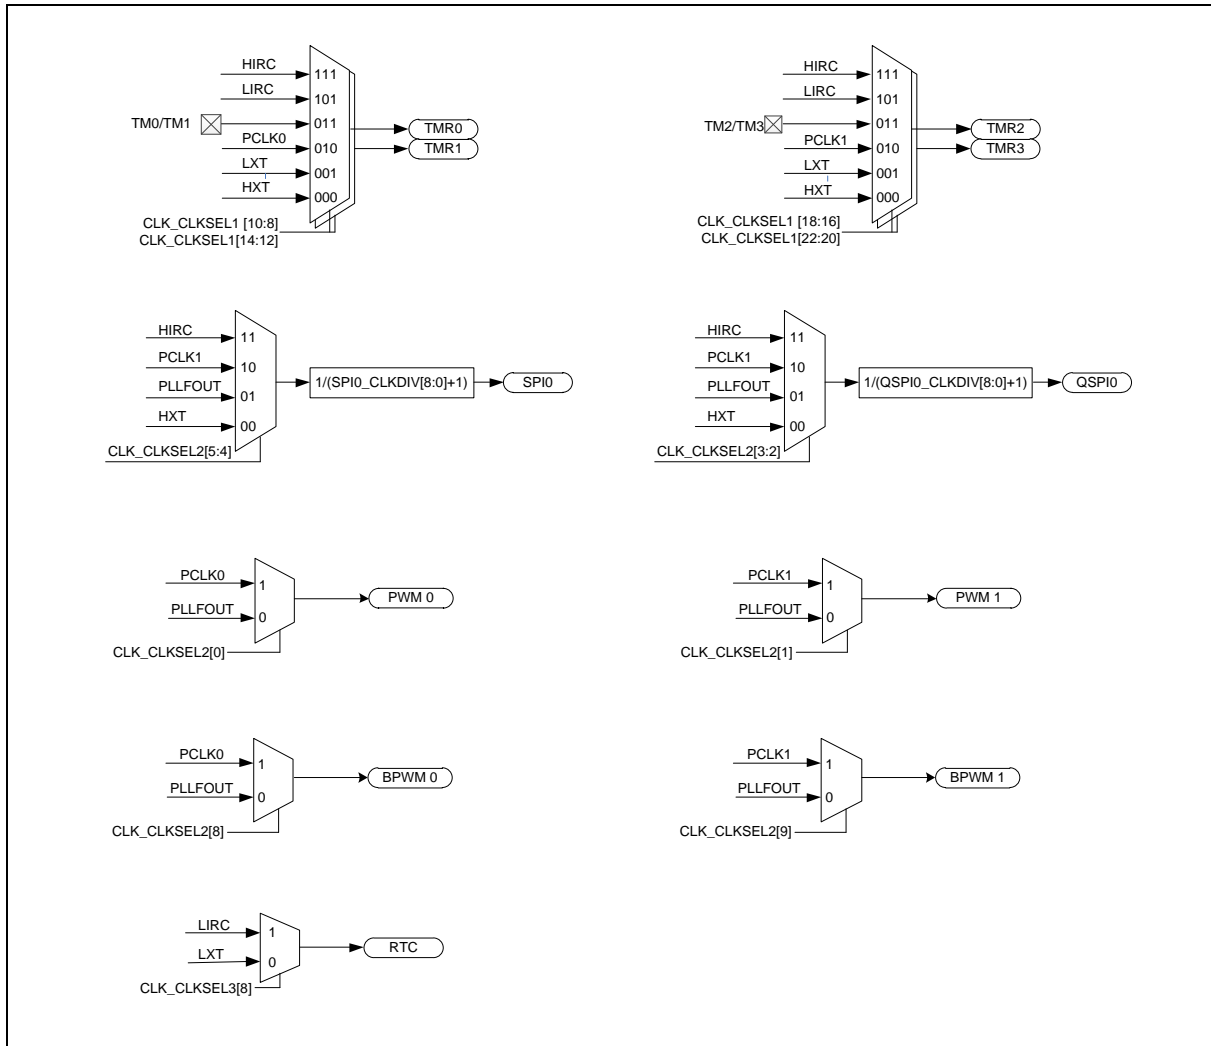 HIRC
111
LIRC
101
TM0/TM1
011
TMR0
PCLK0
010
TMR1
LXT
001
HXT
000
CLK_CLKSEL1 [10:8]
CLK_CLKSEL1[14:12]
HIRC
111
LIRC
101
TM2/TM3
011
TMR2
PCLK1
010
TMR3
LXT
001
HXT
000
CLK_CLKSEL1 [18:16]
CLK_CLKSEL1[22:20]
HIRC
11
PCLK1
10
1/(SPI0_CLKDIV[8:0]+1)
SPI0
PLLFOUT
01
HXT
00
CLK_CLKSEL2[5:4]
HIRC
11
PCLK1
10
1/(QSPI0_CLKDIV[8:0]+1)
QSPI0
PLLFOUT
01
HXT
00
CLK_CLKSEL2[3:2]
PCLK0
1
PWM 0
PLLFOUT
0
CLK_CLKSEL2[0]
PCLK1
1
PWM 1
PLLFOUT
0
CLK_CLKSEL2[1]
PCLK0
1
BPWM 0
PLLFOUT
0
CLK_CLKSEL2[8]
PCLK1
1
BPWM 1
PLLFOUT
0
CLK_CLKSEL2[9]
LIRC
1
RTC
LXT
0
CLK_CLKSEL3[8]